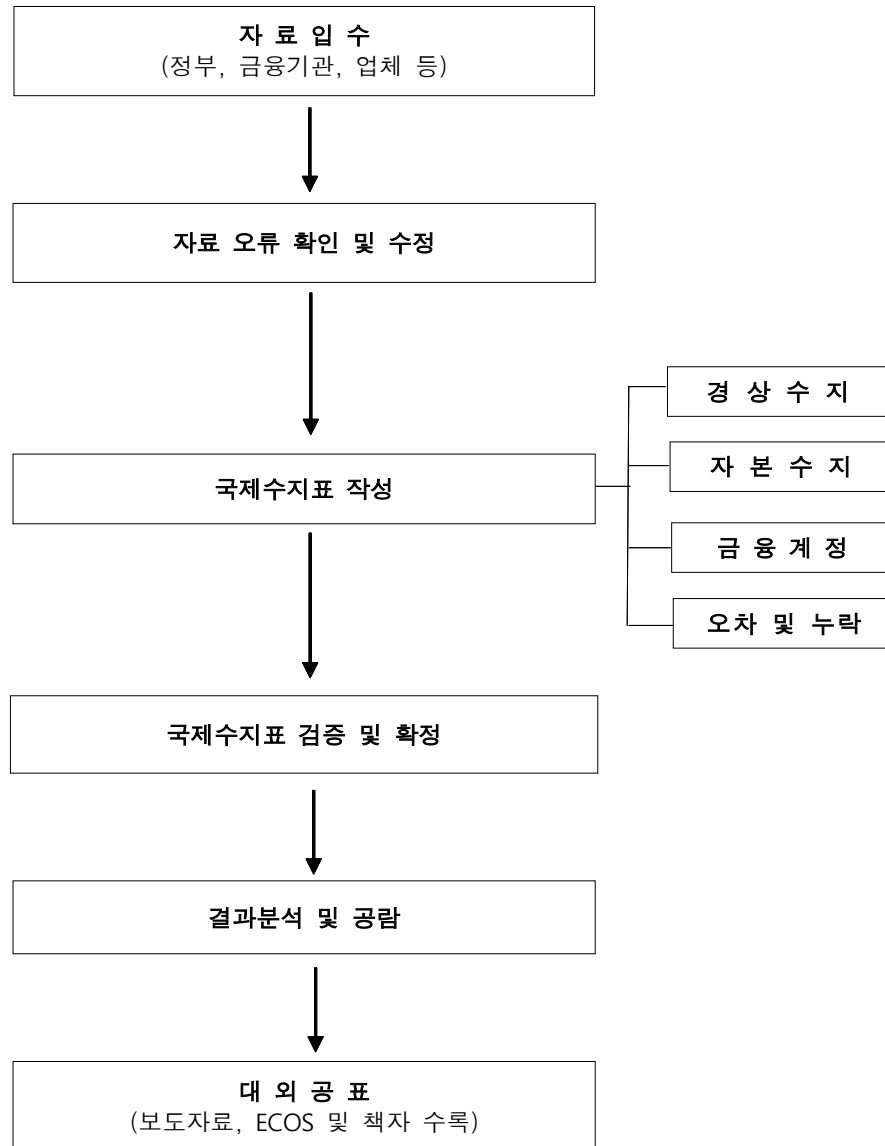 자 료 입 수
(정부, 금융기관, 업체 등)
자료 오류 확인 및 수정
국제수지표 작성
경 상 수 지
자 본 수 지
금 융 계 정
오차 및 누락
국제수지표 검증 및 확정
결과분석 및 공람
대 외 공 표
(보도자료, ECOS 및 책자 수록)